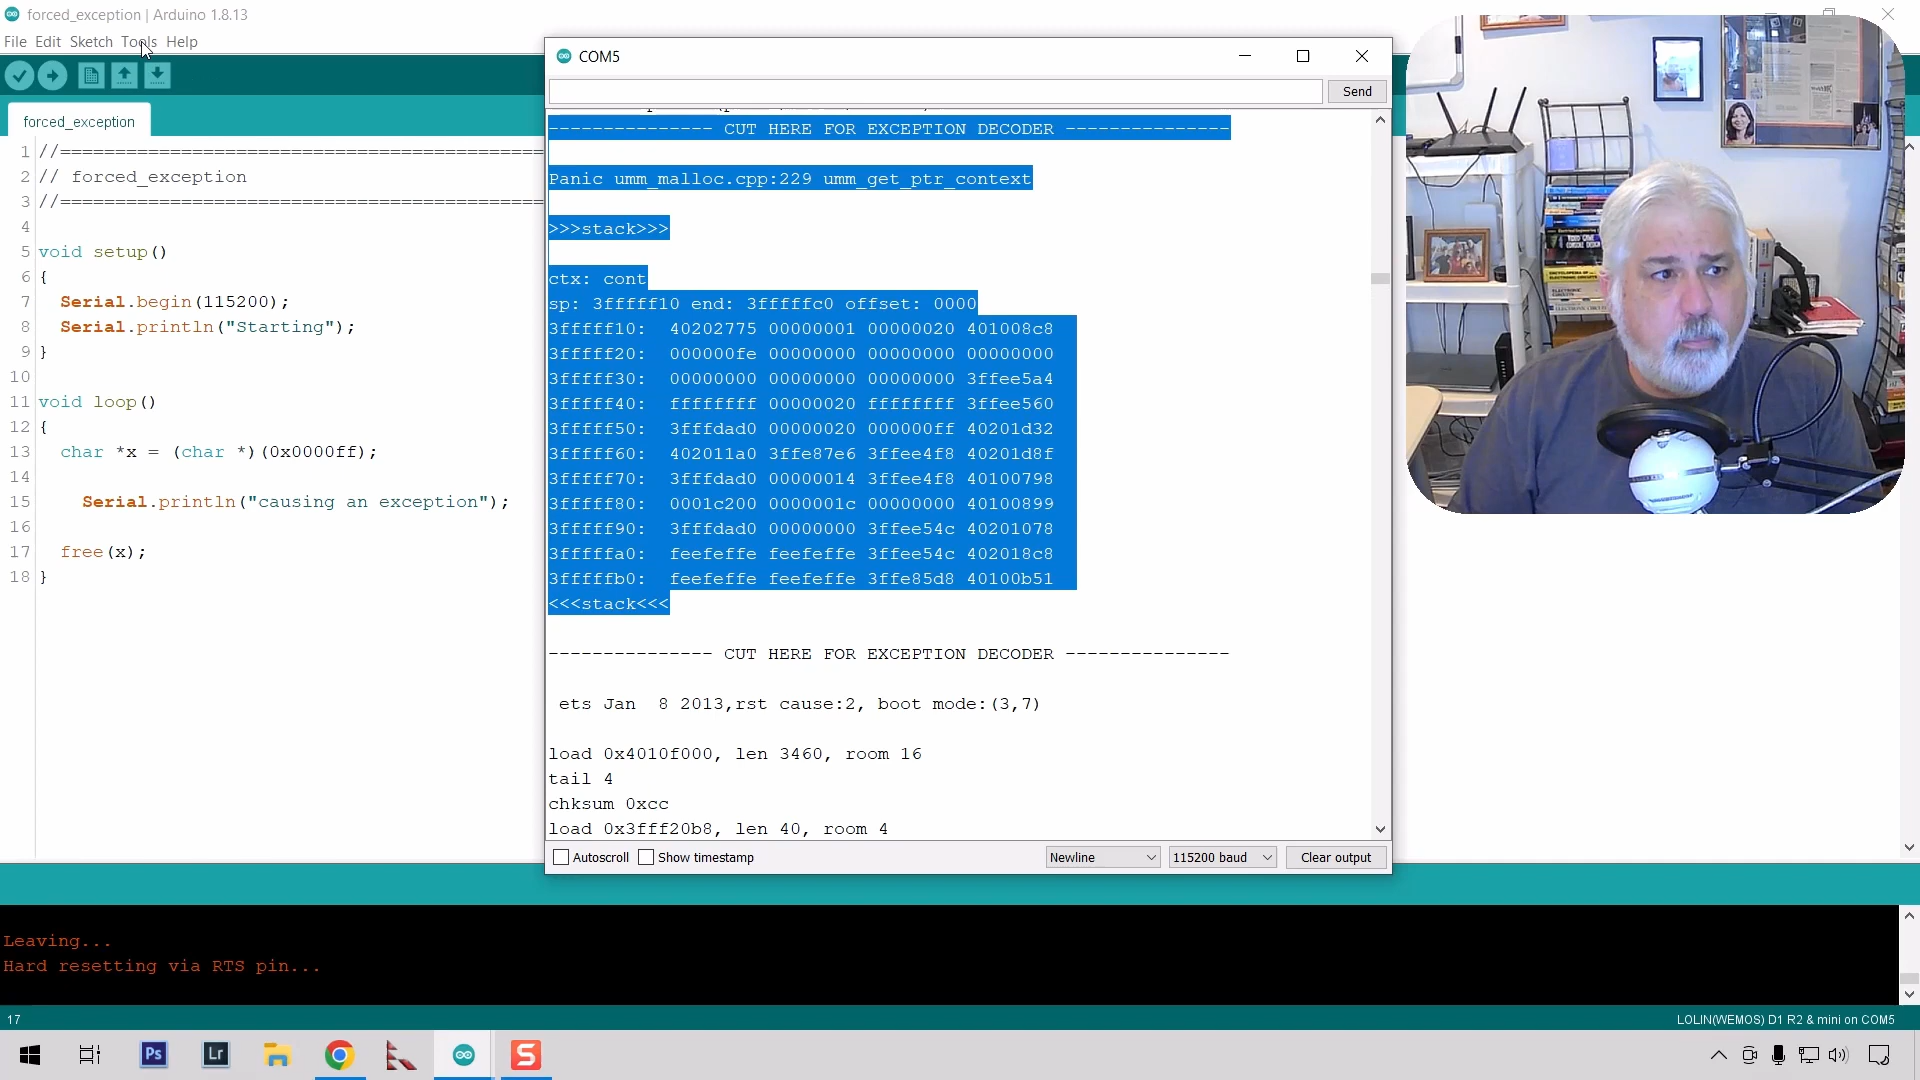 forced_exception | Arduino 1.8.13
File Edit Sketch Tools Help
forced_exception
1 //============================================
2 // forced_exception
3 //============================================
4
5 void setup()
6 {
7 Serial.begin(115200);
8 Serial.println("Starting");
9 }
10
11 void loop()
12 {
13 char *x = (char *)(0x0000ff);
14
15 Serial.println("causing an exception");
16
17 free(x);
18 }
COM5
Send
--------------- CUT HERE FOR EXCEPTION DECODER ---------------
Panic umm_malloc.cpp:229 umm_get_ptr_context
>>>stack>>>
ctx: cont
sp: 3fffff10 end: 3fffffc0 offset: 0000
3fffff10: 40202775 00000001 00000020 401008c8
3fffff20: 000000fe 00000000 00000000 00000000
3fffff30: 00000000 00000000 00000000 3ffee5a4
3fffff40: ffffffff 00000020 ffffffff 3ffee560
3fffff50: 3fffdad0 00000020 000000ff 40201d32
3fffff60: 402011a0 3ffe87e6 3ffee4f8 40201d8f
3fffff70: 3fffdad0 00000014 3ffee4f8 40100798
3fffff80: 0001c200 0000001c 00000000 40100899
3fffff90: 3fffdad0 00000000 3ffee54c 40201078
3fffffa0: feefeffe feefeffe 3ffee54c 402018c8
3fffffb0: feefeffe feefeffe 3ffe85d8 40100b51
<<<stack<<<
--------------- CUT HERE FOR EXCEPTION DECODER ---------------
ets Jan 8 2013,rst cause:2, boot mode:(3,7)
load 0x4010f000, len 3460, room 16
tail 4
chksum 0xcc
load 0x3fff20b8, len 40, room 4
Autoscroll Show timestamp Newline 115200 baud Clear output
Leaving...
Hard resetting via RTS pin...
17 LOLIN(WEMOS) D1 R2 & mini on COM5
Ps Lr S